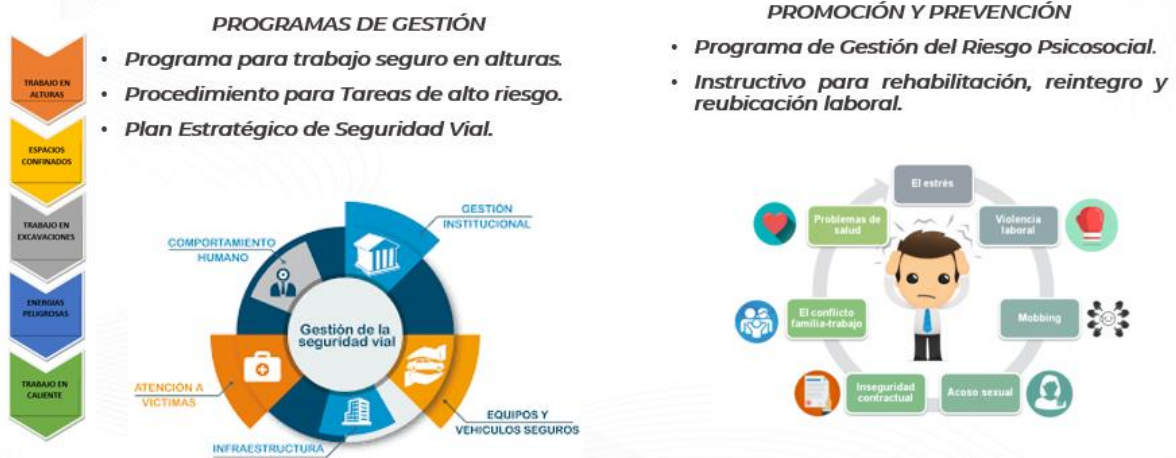 PROGRAMAS DE GESTIÓN
• Programa para trabajo seguro en alturas.
• Procedimiento para Tareas de alto riesgo.
• Plan Estratégico de Seguridad Vial.
TRABAJO EN
ALTURAS
ESPACIOS
CONFINADOS
TRABAJO EN
EXCAVACIONES
ENERGIAS
PELIGROSAS
TRABAJO EN
CALIENTE
GESTIÓN
INSTITUCIONAL
COMPORTAMIENTO
HUMANO
Gestión de la
seguridad vial
ATENCIÓN A
VICTIMAS
EQUIPOS Y
VEHICULOS SEGUROS
INFRAESTRUCTURA
PROMOCIÓN Y PREVENCIÓN
• Programa de Gestión del Riesgo Psicosocial.
• Instructivo para rehabilitación, reintegro y
reubicación laboral.
El estrés
Problemas de
salud
Violencia
laboral
El conflicto
familia-trabajo
Mobbing
Inseguridad
contractual
Acoso sexual